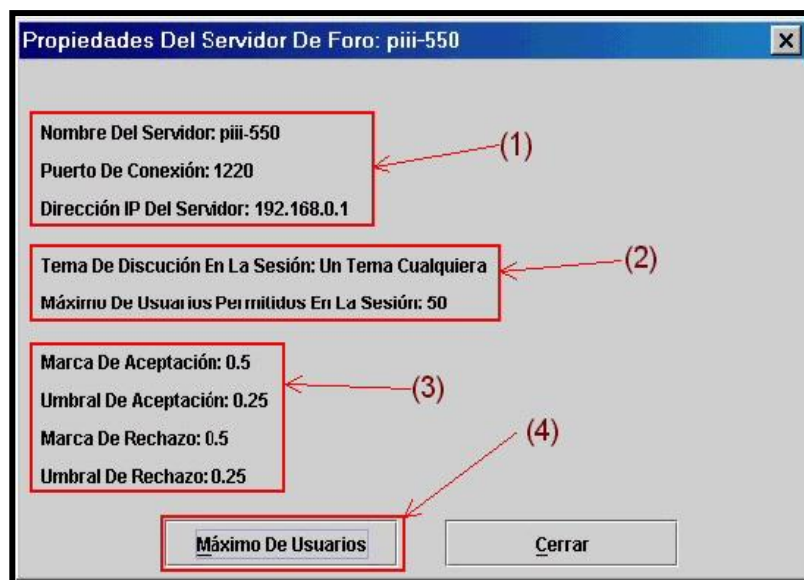 Propiedades Del Servidor De Foro: piii-550
Nombre Del Servidor: piii-550
(1)
Puerto De Conexión: 1220
Dirección IP Del Servidor: 192.168.0.1
Tema De Discución En La Sesión: Un Tema Cualquiera
(2)
Máximo De Usuarios Permitidos En La Sesión: 50
Marca De Aceptación: 0.5
(3)
Umbral De Aceptación: 0.25
Marca De Rechazo: 0.5
(4)
Umbral De Rechazo: 0.25
Máximo De Usuarios
Cerrar